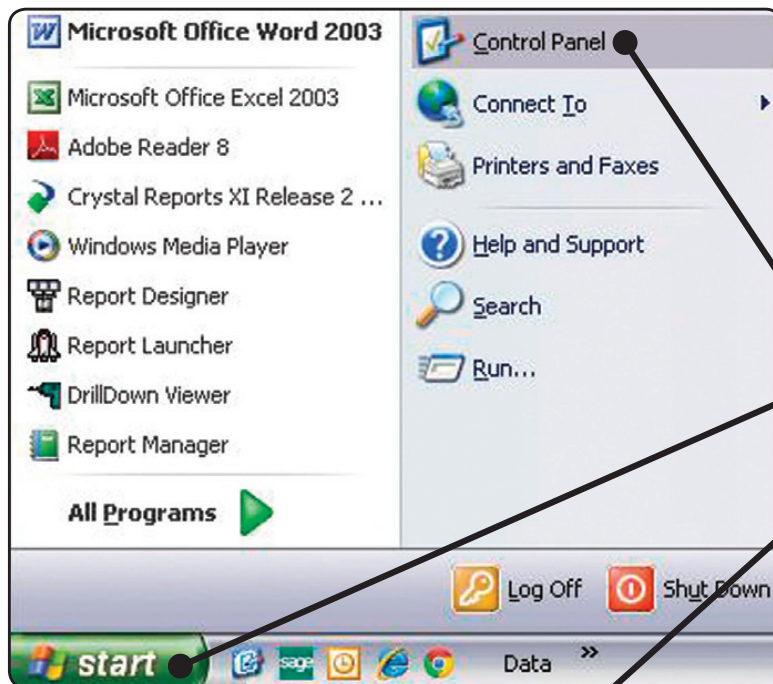 Microsoft Office Word 2003
Microsoft Office Excel 2003
Adobe Reader 8
Crystal Reports XI Release 2 ...
Windows Media Player
Report Designer
Report Launcher
DrillDown Viewer
Report Manager
All Programs
Control Panel
Connect To
Printers and Faxes
Help and Support
Search
Run...
Log Off
Shut Down
start
sage
Data »